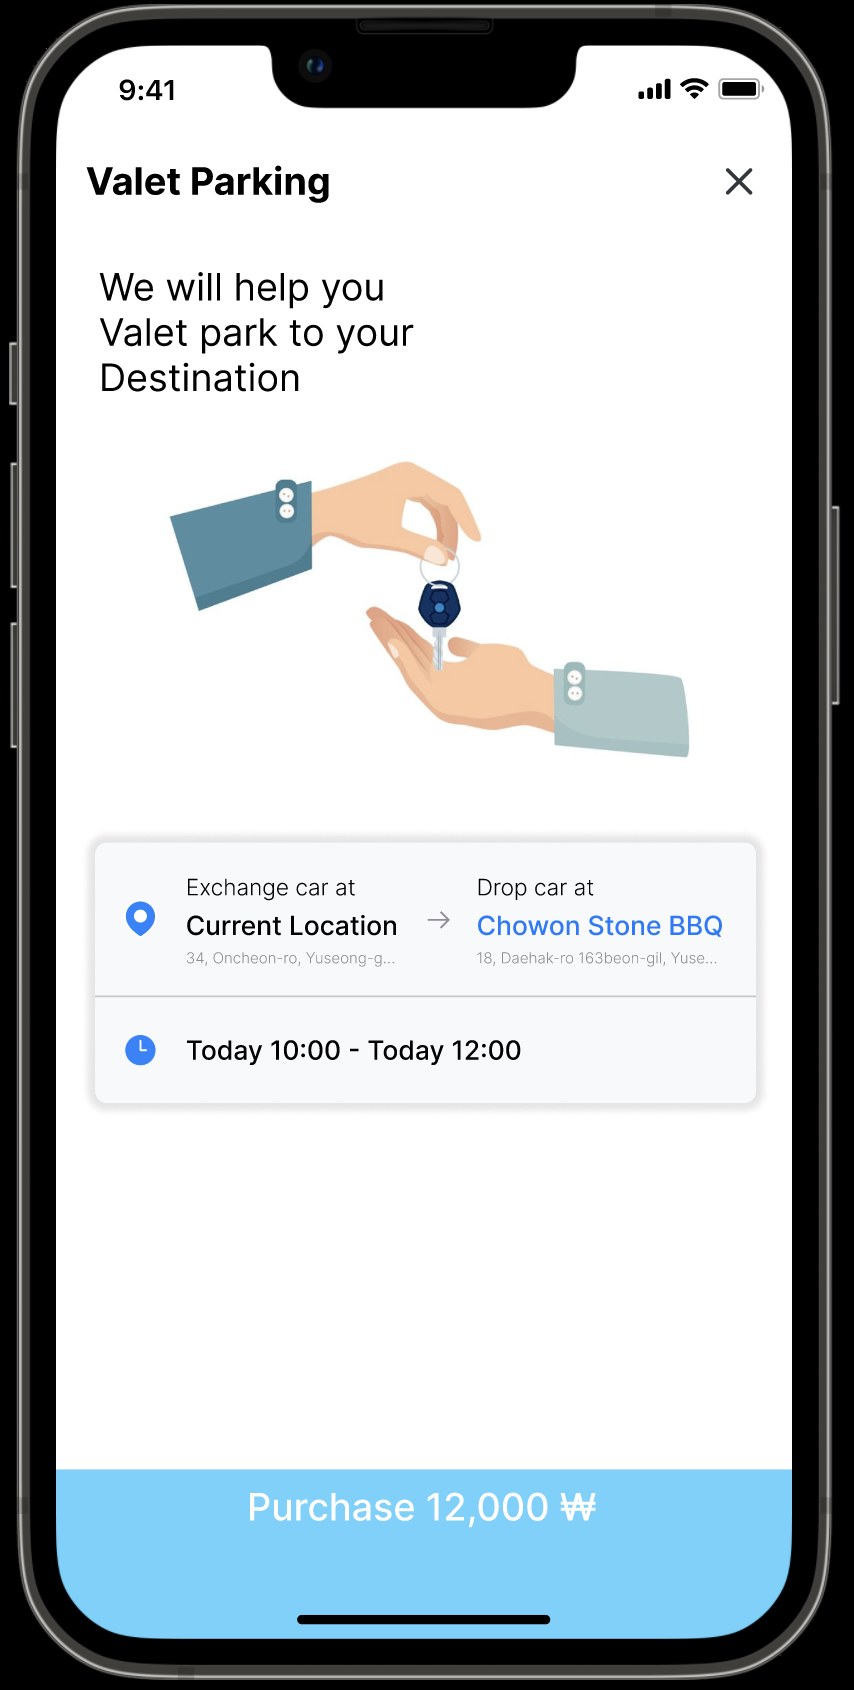 9:41
Valet Parking
We will help you
Valet park to your
Destination
Exchange car at
Current Location
34, Oncheon-ro, Yuseong-g...
Drop car at
Chowon Stone BBQ
18, Daehak-ro 163beon-gil, Yuse...
Today 10:00 - Today 12:00
Purchase 12,000 ₩